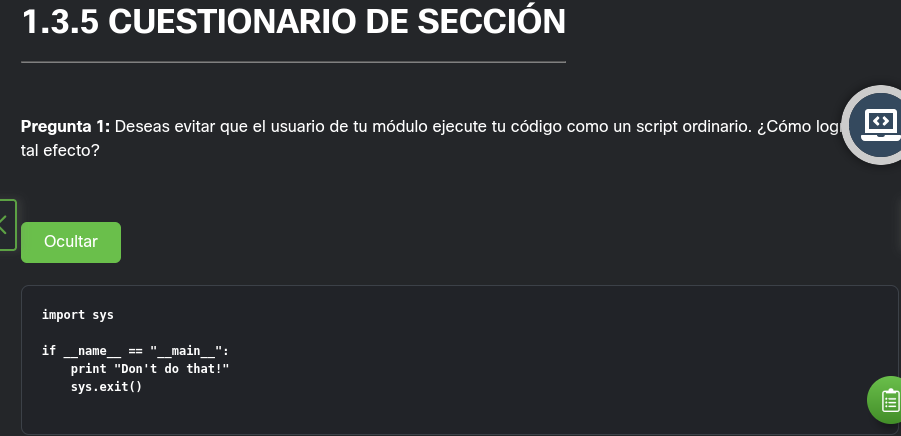 1.3.5 CUESTIONARIO DE SECCIÓN
Pregunta 1: Deseas evitar que el usuario de tu módulo ejecute tu código como un script ordinario. ¿Cómo
tal efecto?
Ocultar
import sys
if __name__ == "__main__":
    print "Don't do that!"
    sys.exit()